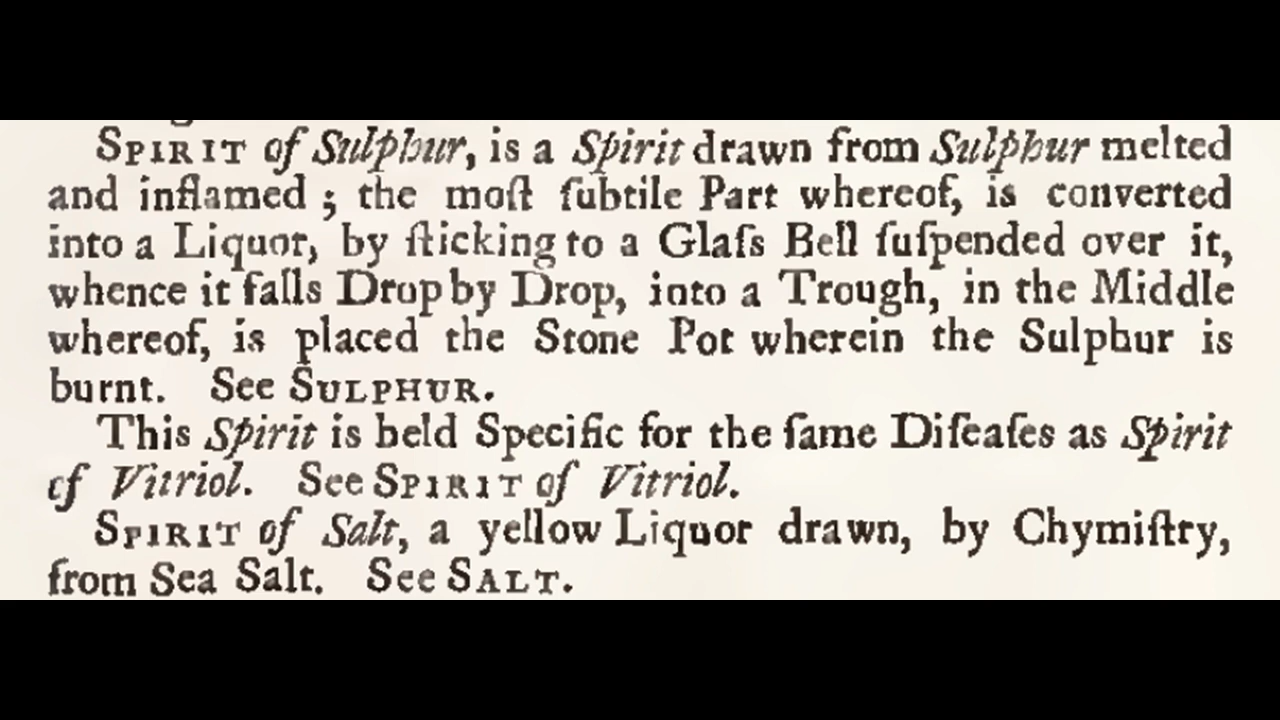 SPIRIT of Sulphur, is a Spirit drawn from Sulphur melted
and inflamed ; the moſt ſubtile Part whereof, is converted
into a Liquor, by ſticking to a Glaſs Bell ſuſpended over it,
whence it falls Drop by Drop, into a Trough, in the Middle
whereof, is placed the Stone Pot wherein the Sulphur is
burnt. See SULPHUR.
This Spirit is held Specific for the ſame Diſeaſes as Spirit
of Vitriol. See SPIRIT of Vitriol.
SPIRIT of Salt, a yellow Liquor drawn, by Chymiſtry,
from Sea Salt. See SALT.